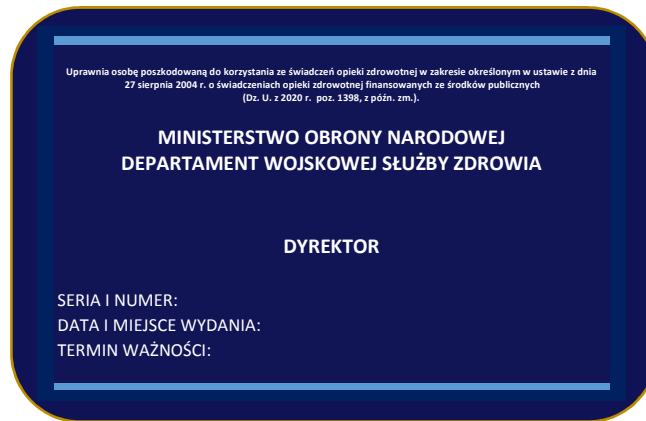 Uprawnia osobę poszkodowaną do korzystania ze świadczeń opieki zdrowotnej w zakresie określonym w ustawie z dnia
27 sierpnia 2004 r. o świadczeniach opieki zdrowotnej finansowanych ze środków publicznych
(Dz. U. z 2020 r. poz. 1398, z późn. zm.).
MINISTERSTWO OBRONY NARODOWEJ
DEPARTAMENT WOJSKOWEJ SŁUŻBY ZDROWIA
DYREKTOR
SERIA I NUMER:
DATA I MIEJSCE WYDANIA:
TERMIN WAŻNOŚCI: